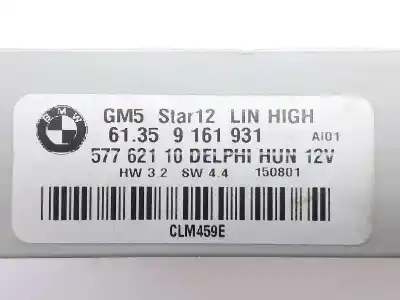 BMW
GM5 Star12 LIN HIGH
61.35 9 161 931 AI01
577 621 10 DELPHI HUN 12V
HW 3.2 SW 4.4 150801
CLM459E